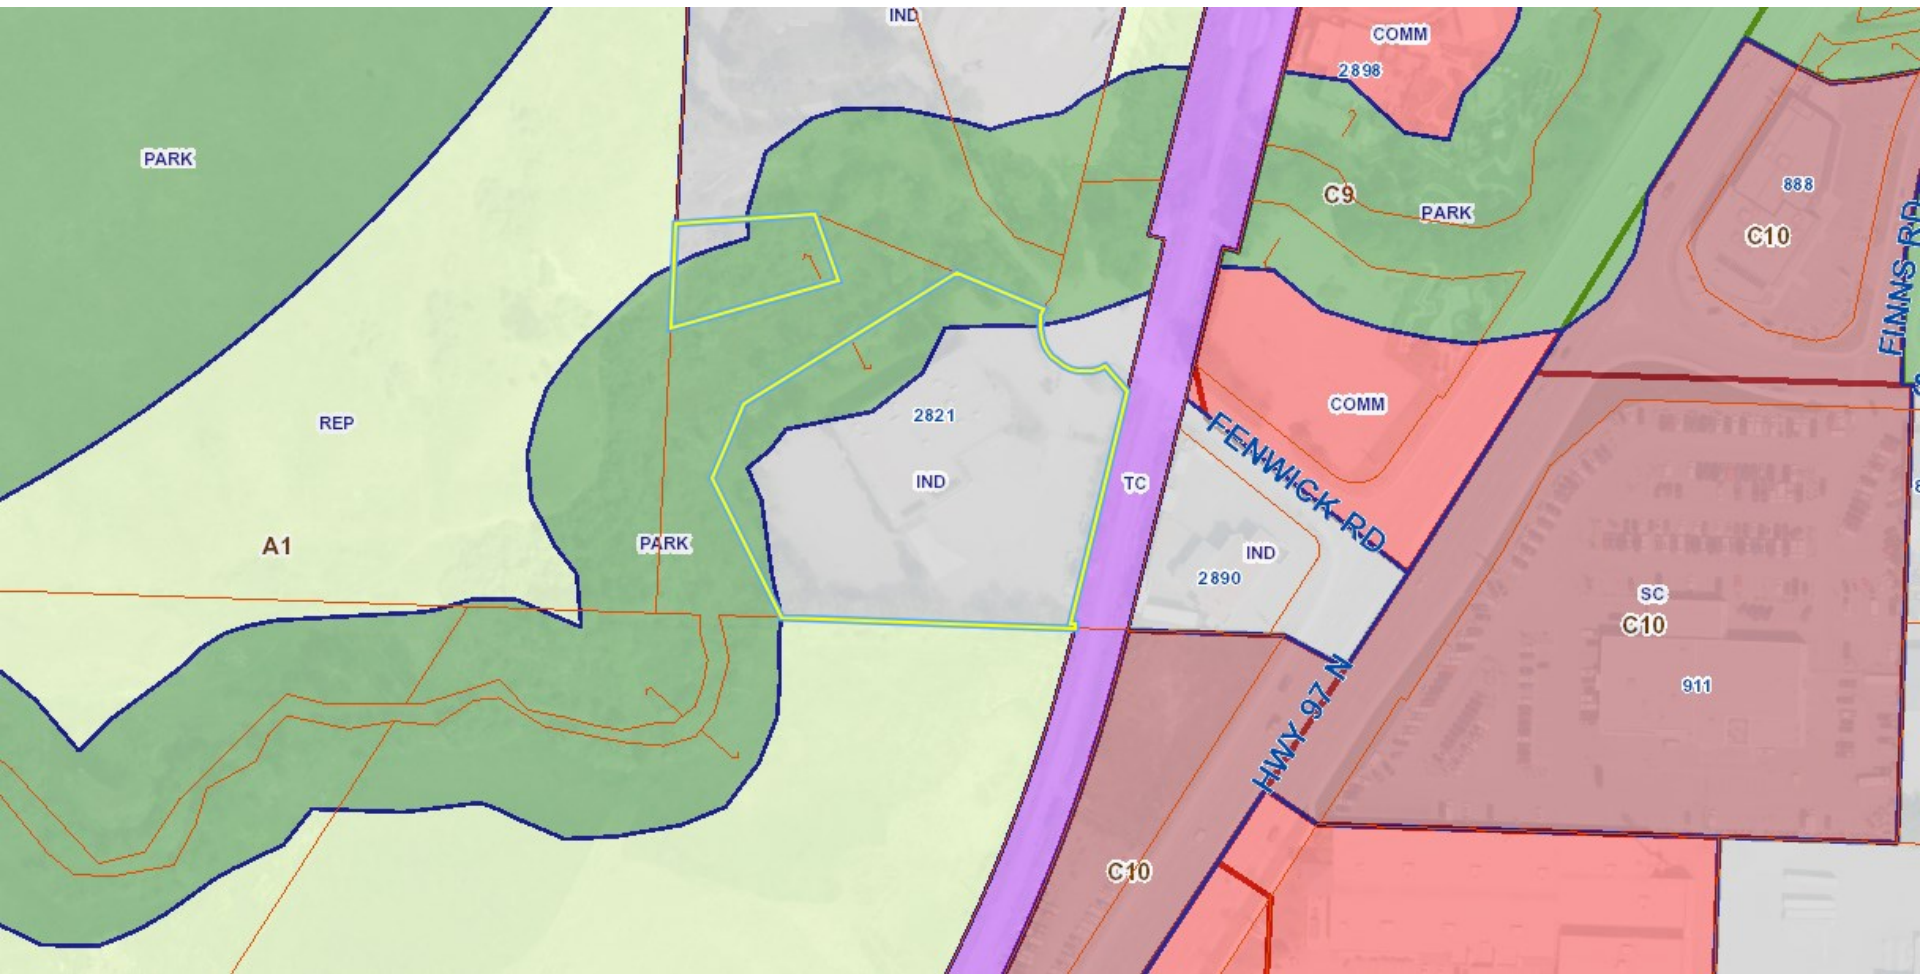 IND
COMM
2898
PARK
888
C9
PARK
C10
FINNS RD
COMM
2821
REP
IND
TC
FENWICK RD
PARK
A1
IND
2890
SC
C10
911
HWY 97 N
C10